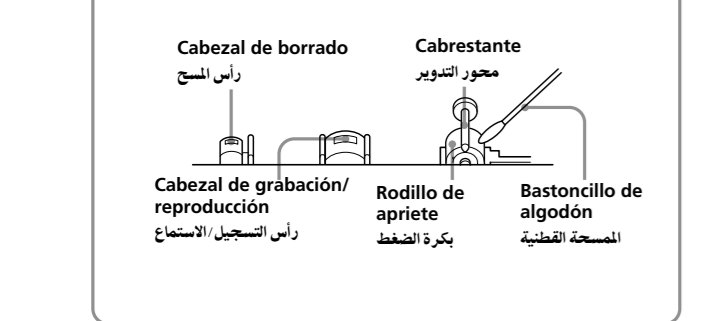 Cabezal de borrado
رأس المسح
Cabrestante
محور التدوير
Cabezal de grabación/
reproducción
رأس التسجيل/الاستماع
Rodillo de
apriete
بكرة الضغط
Bastoncillo de
algodón
الممسحة القطنية